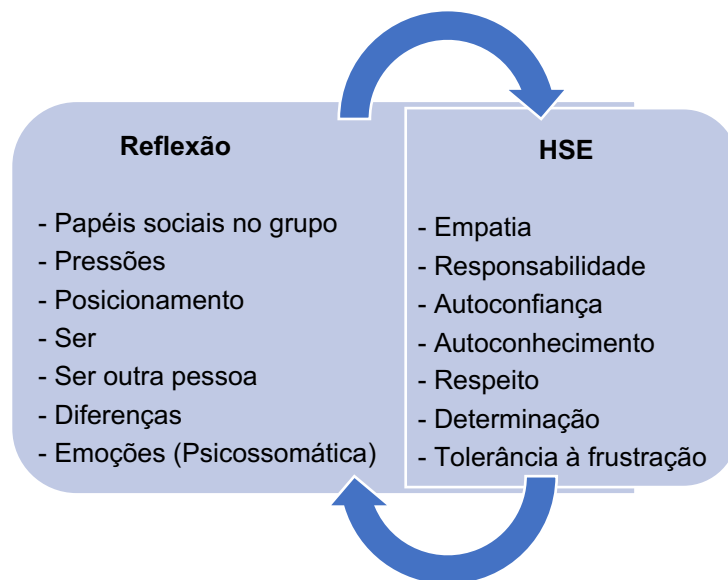 Reflexão
- Papéis sociais no grupo
- Pressões
- Posicionamento
- Ser
- Ser outra pessoa
- Diferenças
- Emoções (Psicossomática)
HSE
- Empatia
- Responsabilidade
- Autoconfiança
- Autoconhecimento
- Respeito
- Determinação
- Tolerância à frustração